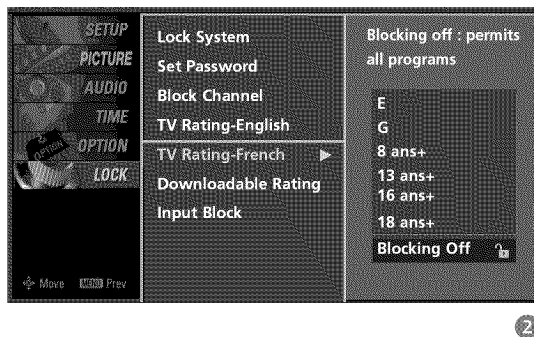 SETUP
PICTURE
AUDIO
TIME
OPTION
LOCK
Move MENU Prev
Lock System
Set Password
Block Channel
TV Rating-English
TV Rating-French
Downloadable Rating
Input Block
Blocking off : permits
all programs
E
G
8 ans+
13 ans+
16 ans+
18 ans+
Blocking Off
2